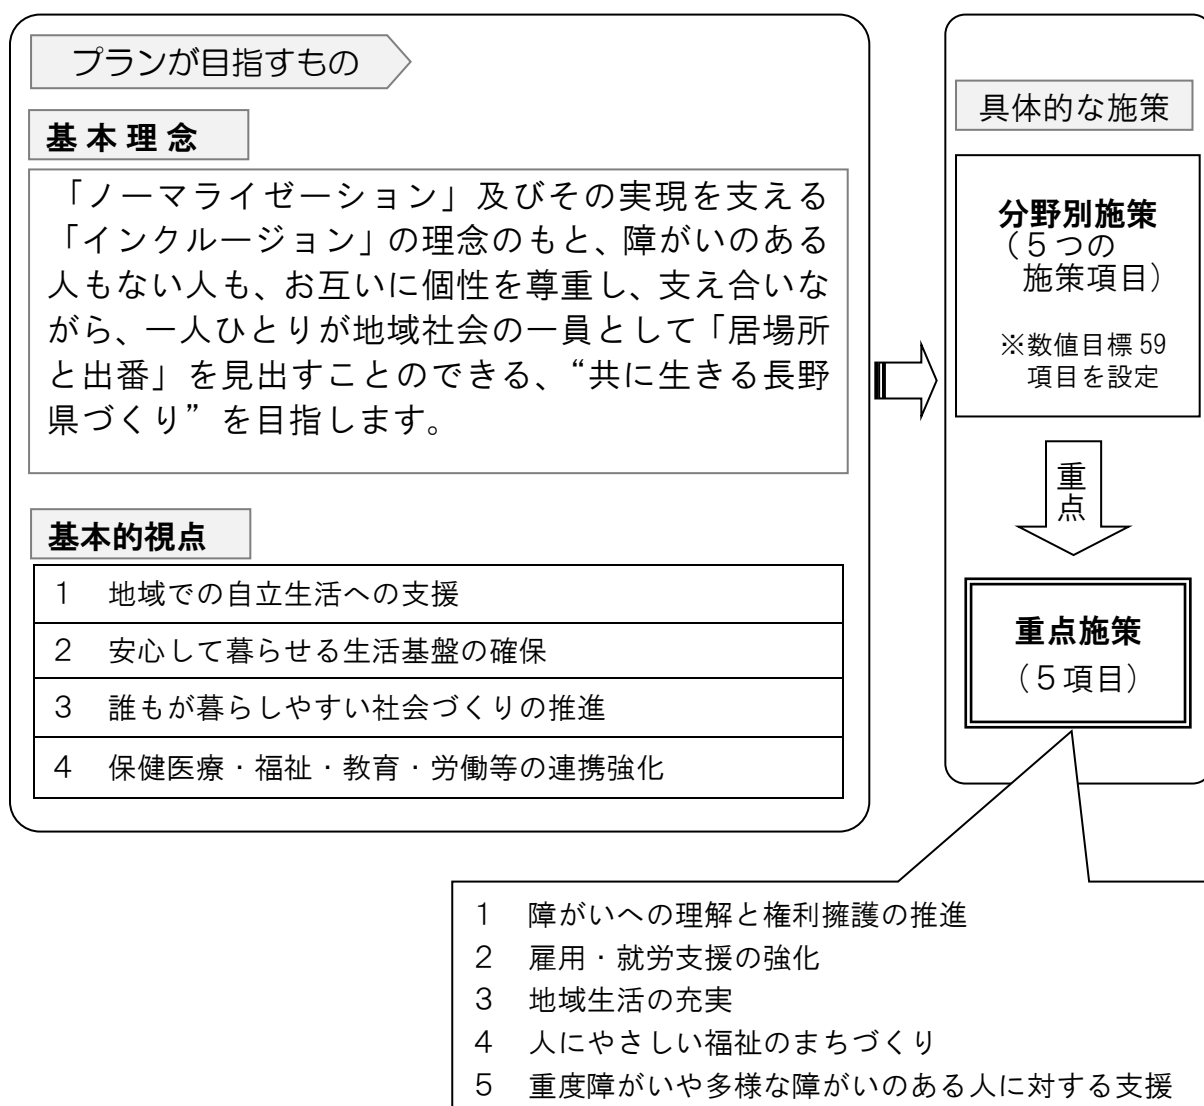 プランが目指すもの
基本理念
「ノーマライゼーション」及びその実現を支える
「インクルージョン」の理念のもと、障がいのある
人もない人も、お互いに個性を尊重し、支え合いな
がら、一人ひとりが地域社会の一員として「居場所
と出番」を見出すことのできる、“共に生きる長野
県づくり”を目指します。
基本的視点
1 地域での自立生活への支援
2 安心して暮らせる生活基盤の確保
3 誰もが暮らしやすい社会づくりの推進
4 保健医療・福祉・教育・労働等の連携強化
具体的な施策
分野別施策
(5つの
施策項目)
※数値目標 59
項目を設定
重
点
重点施策
(5項目)
1 障がいへの理解と権利擁護の推進
2 雇用・就労支援の強化
3 地域生活の充実
4 人にやさしい福祉のまちづくり
5 重度障がいや多様な障がいのある人に対する支援